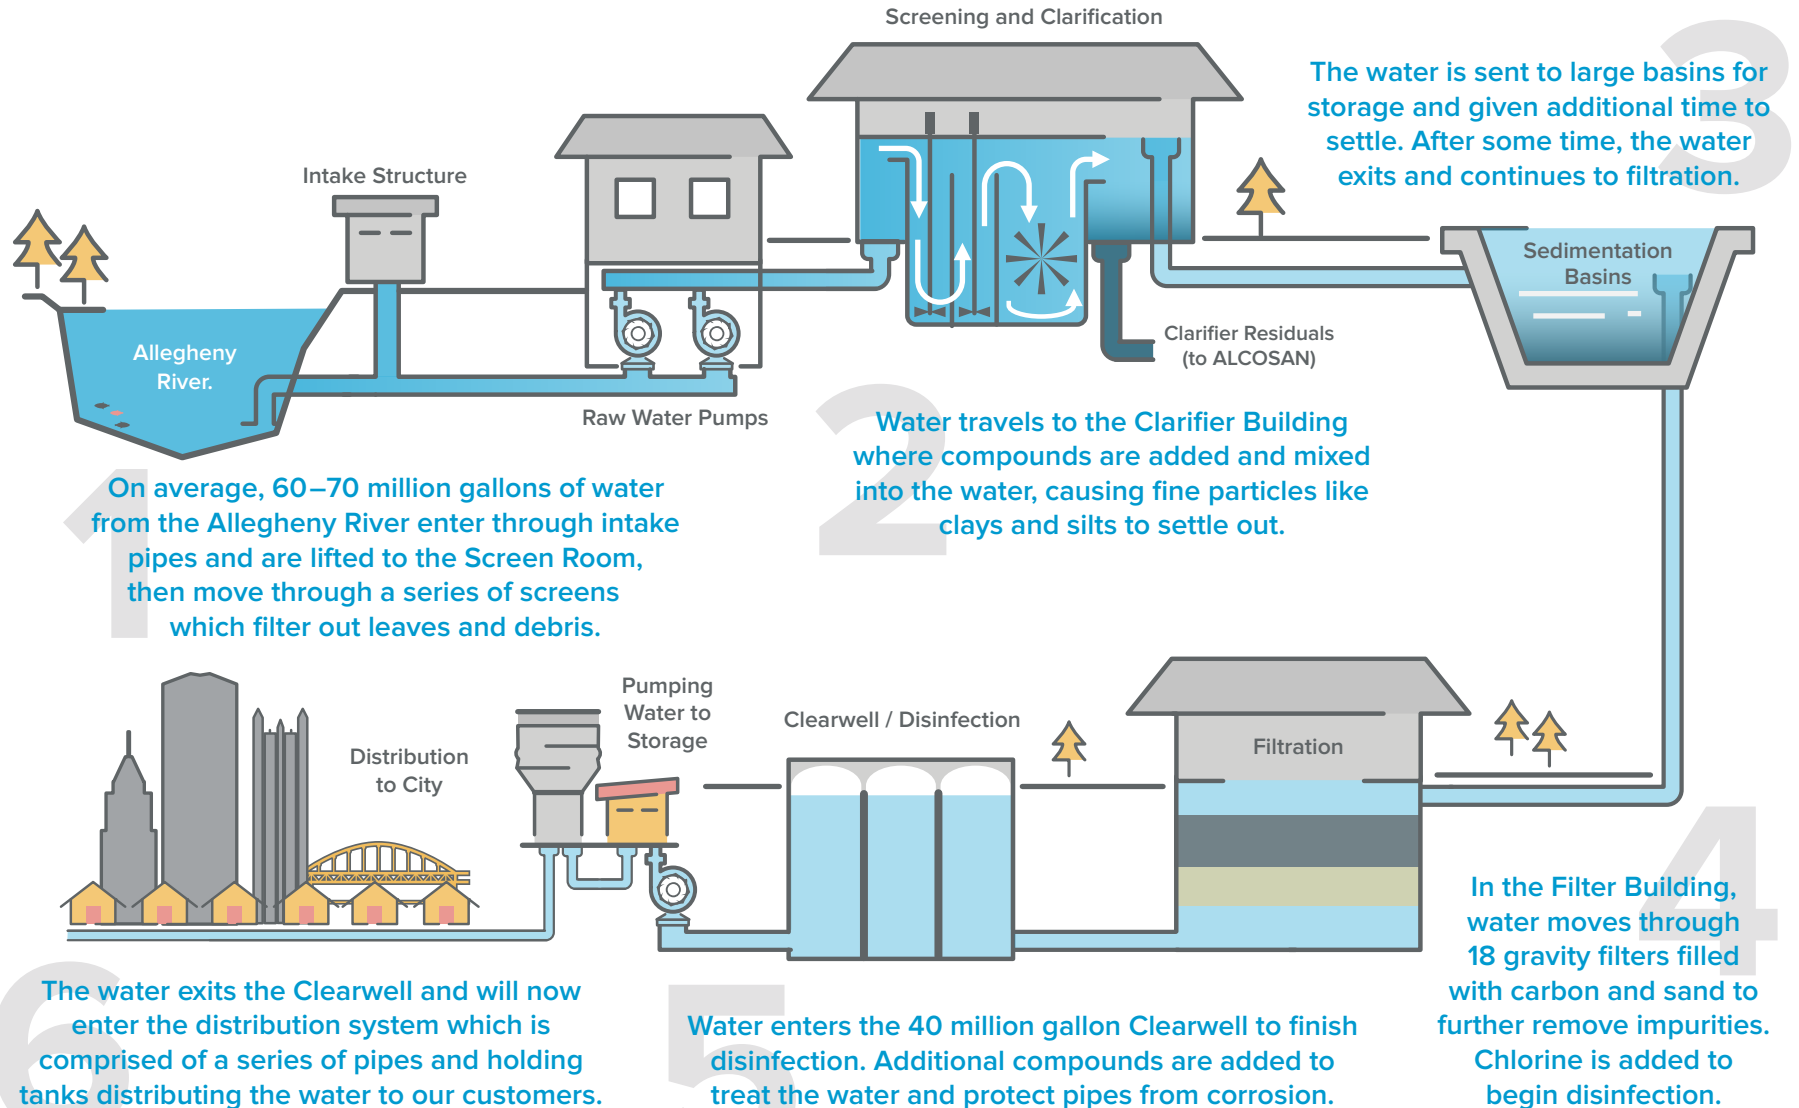 Screening and Clarification
3
The water is sent to large basins for
storage and given additional time to
settle. After some time, the water
exits and continues to filtration.
Intake Structure
Sedimentation
Basins
Allegheny
River.
Clarifier Residuals
(to ALCOSAN)
Raw Water Pumps
2
Water travels to the Clarifier Building
where compounds are added and mixed
into the water, causing fine particles like
clays and silts to settle out.
1
On average, 60–70 million gallons of water
from the Allegheny River enter through intake
pipes and are lifted to the Screen Room,
then move through a series of screens
which filter out leaves and debris.
Pumping
Water to
Storage
Clearwell / Disinfection
Filtration
Distribution
to City
4
In the Filter Building,
water moves through
18 gravity filters filled
with carbon and sand to
further remove impurities.
Chlorine is added to
begin disinfection.
5
Water enters the 40 million gallon Clearwell to finish
disinfection. Additional compounds are added to
treat the water and protect pipes from corrosion.
6
The water exits the Clearwell and will now
enter the distribution system which is
comprised of a series of pipes and holding
tanks distributing the water to our customers.